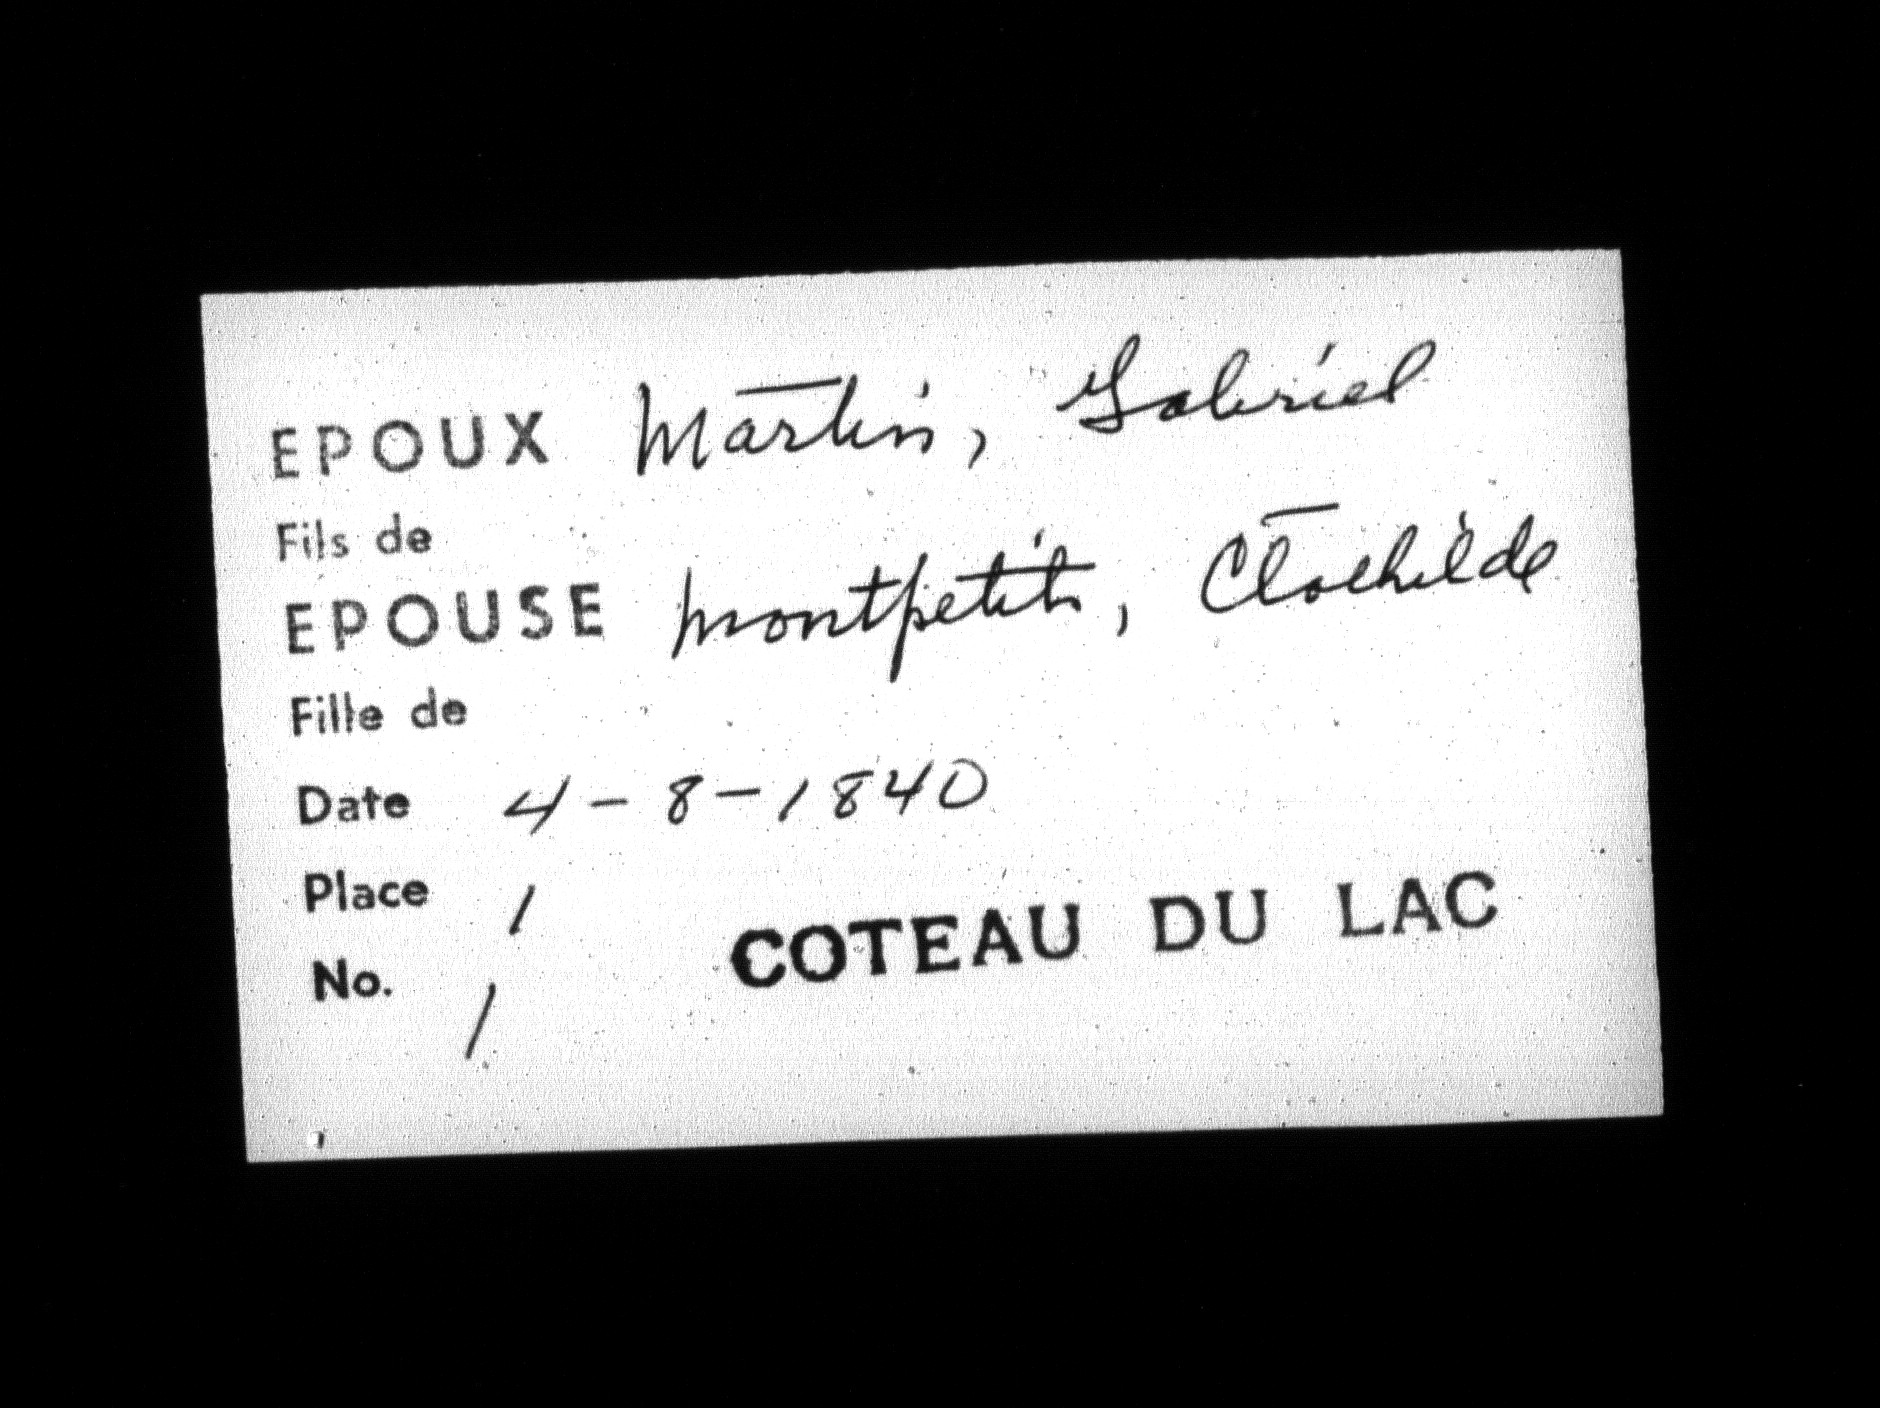 EPOUX Martin, Gabriel
Fils de
EPOUSE Montpetit, Clothilde
Fille de
Date 4-8-1840
Place /
COTEAU DU LAC
No. /